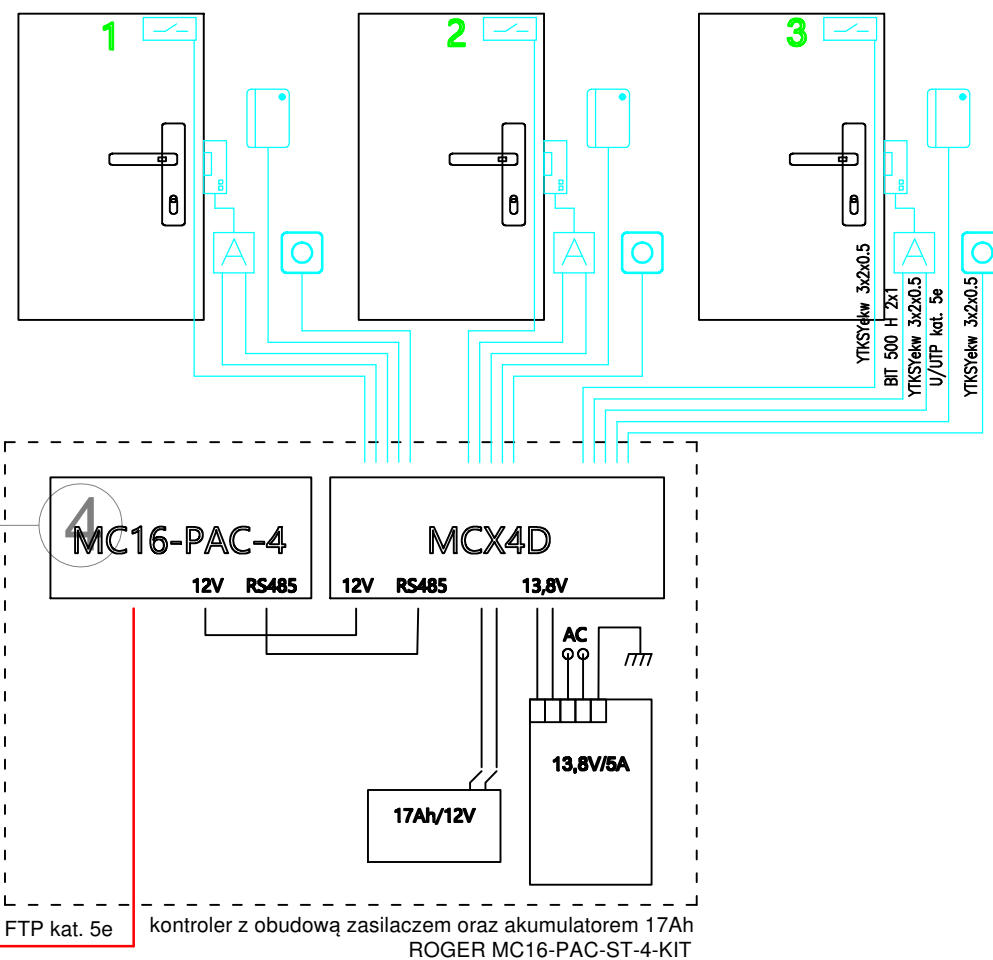 1
2
3
A
A
A
YTKSYekw 3x2x0.5
BIT 500 H 2x1
YTKSYekw 3x2x0.5
U/UTP kat. 5e
YTKSYekw 3x2x0.5
4
MC16-PAC-4
12V RS485
MCX4D
12V RS485 13,8V
AC
13,8V/5A
17Ah/12V
FTP kat. 5e
kontroler z obudową zasilaczem oraz akumulatorem 17Ah
ROGER MC16-PAC-ST-4-KIT